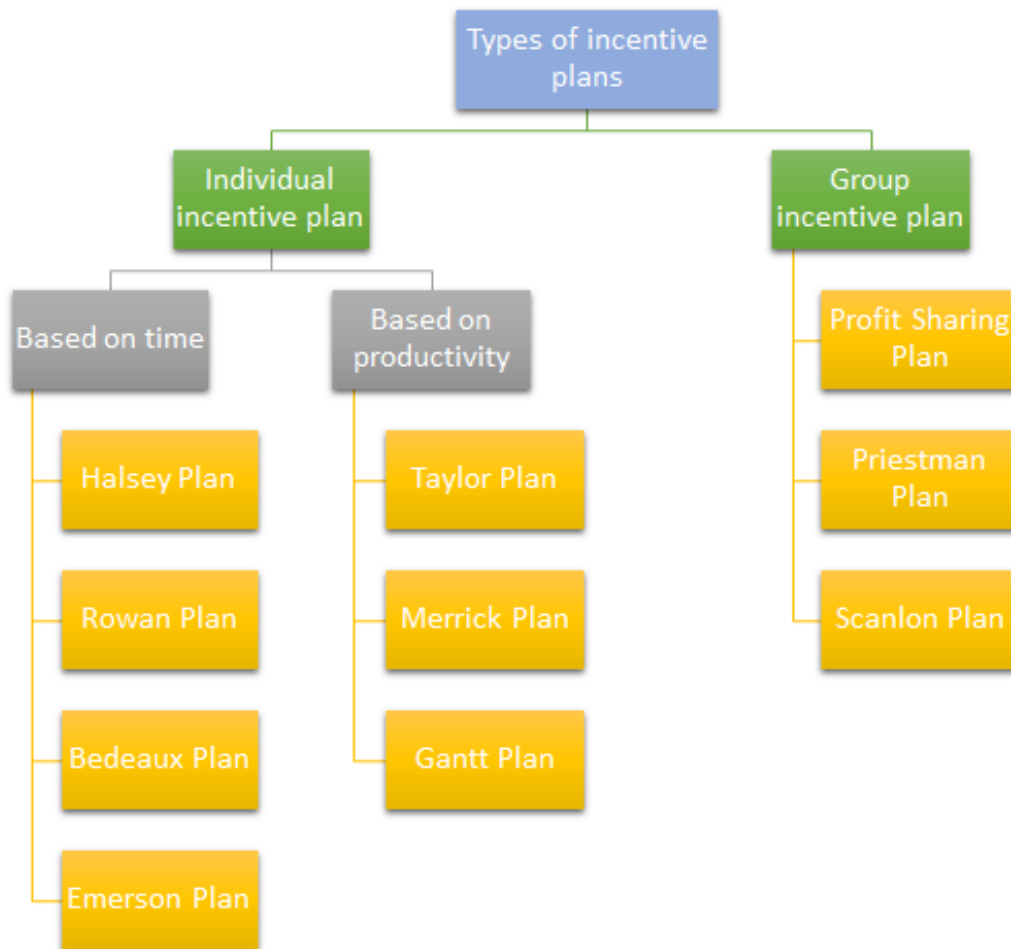 Types of incentive
plans
Individual
incentive plan
Group
incentive plan
Based on time
Based on
productivity
Profit Sharing
Plan
Halsey Plan
Taylor Plan
Priestman
Plan
Rowan Plan
Merrick Plan
Scanlon Plan
Bedeaux Plan
Gantt Plan
Emerson Plan